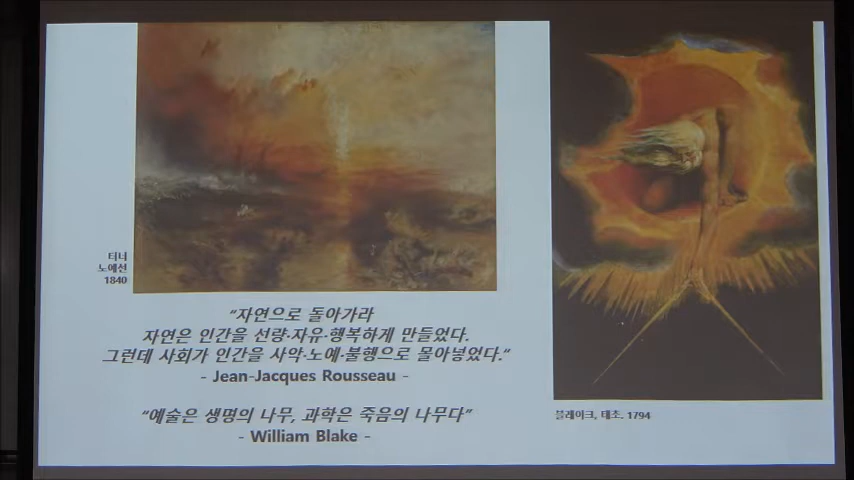 터너
노예선
1840
“자연으로 돌아가라
자연은 인간을 선량·자유·행복하게 만들었다.
그런데 사회가 인간을 사악·노예·불행으로 몰아넣었다.“
- Jean-Jacques Rousseau -
“예술은 생명의 나무, 과학은 죽음의 나무다”
- William Blake -
블레이크, 태초. 1794